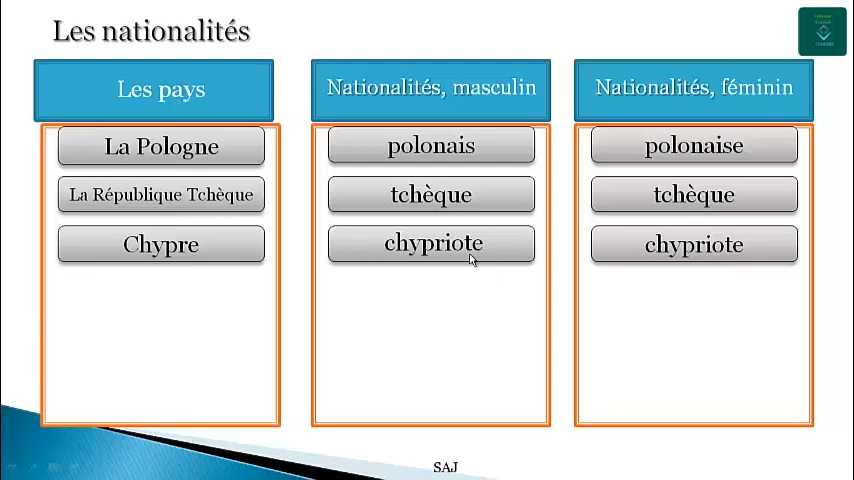 Les nationalités
Les pays
Nationalités, masculin
Nationalités, féminin
La Pologne
polonais
polonaise
La République Tchèque
tchèque
tchèque
Chypre
chypriote
chypriote
SAJ